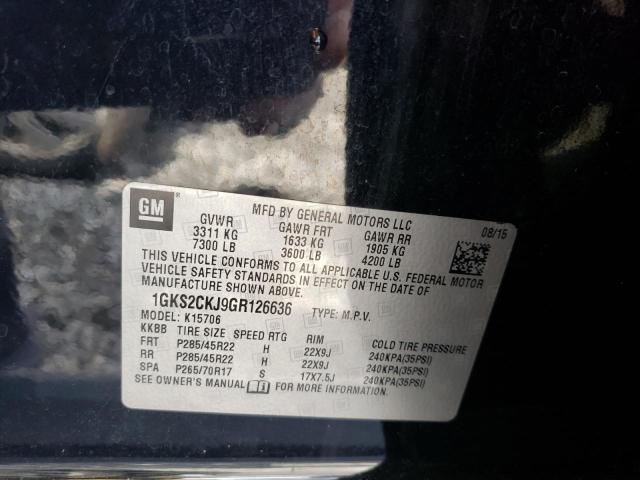 GM ®
MFD BY GENERAL MOTORS LLC
GVWR GAWR FRT GAWR RR 08/15
3311 KG 1633 KG 1905 KG
7300 LB 3600 LB 4200 LB
THIS VEHICLE CONFORMS TO ALL APPLICABLE U.S. FEDERAL MOTOR
VEHICLE SAFETY STANDARDS IN EFFECT ON THE DATE OF
MANUFACTURE SHOWN ABOVE.
1GKS2CKJ9GR126636 TYPE: M.P.V.
MODEL: K15706
KKBB TIRE SIZE SPEED RTG RIM COLD TIRE PRESSURE
FRT P285/45R22 H 22X9J 240KPA(35PSI)
RR P285/45R22 H 22X9J 240KPA(35PSI)
SPA P265/70R17 S 17X7.5J 240KPA(35PSI)
SEE OWNER'S MANUAL FOR MORE INFORMATION.